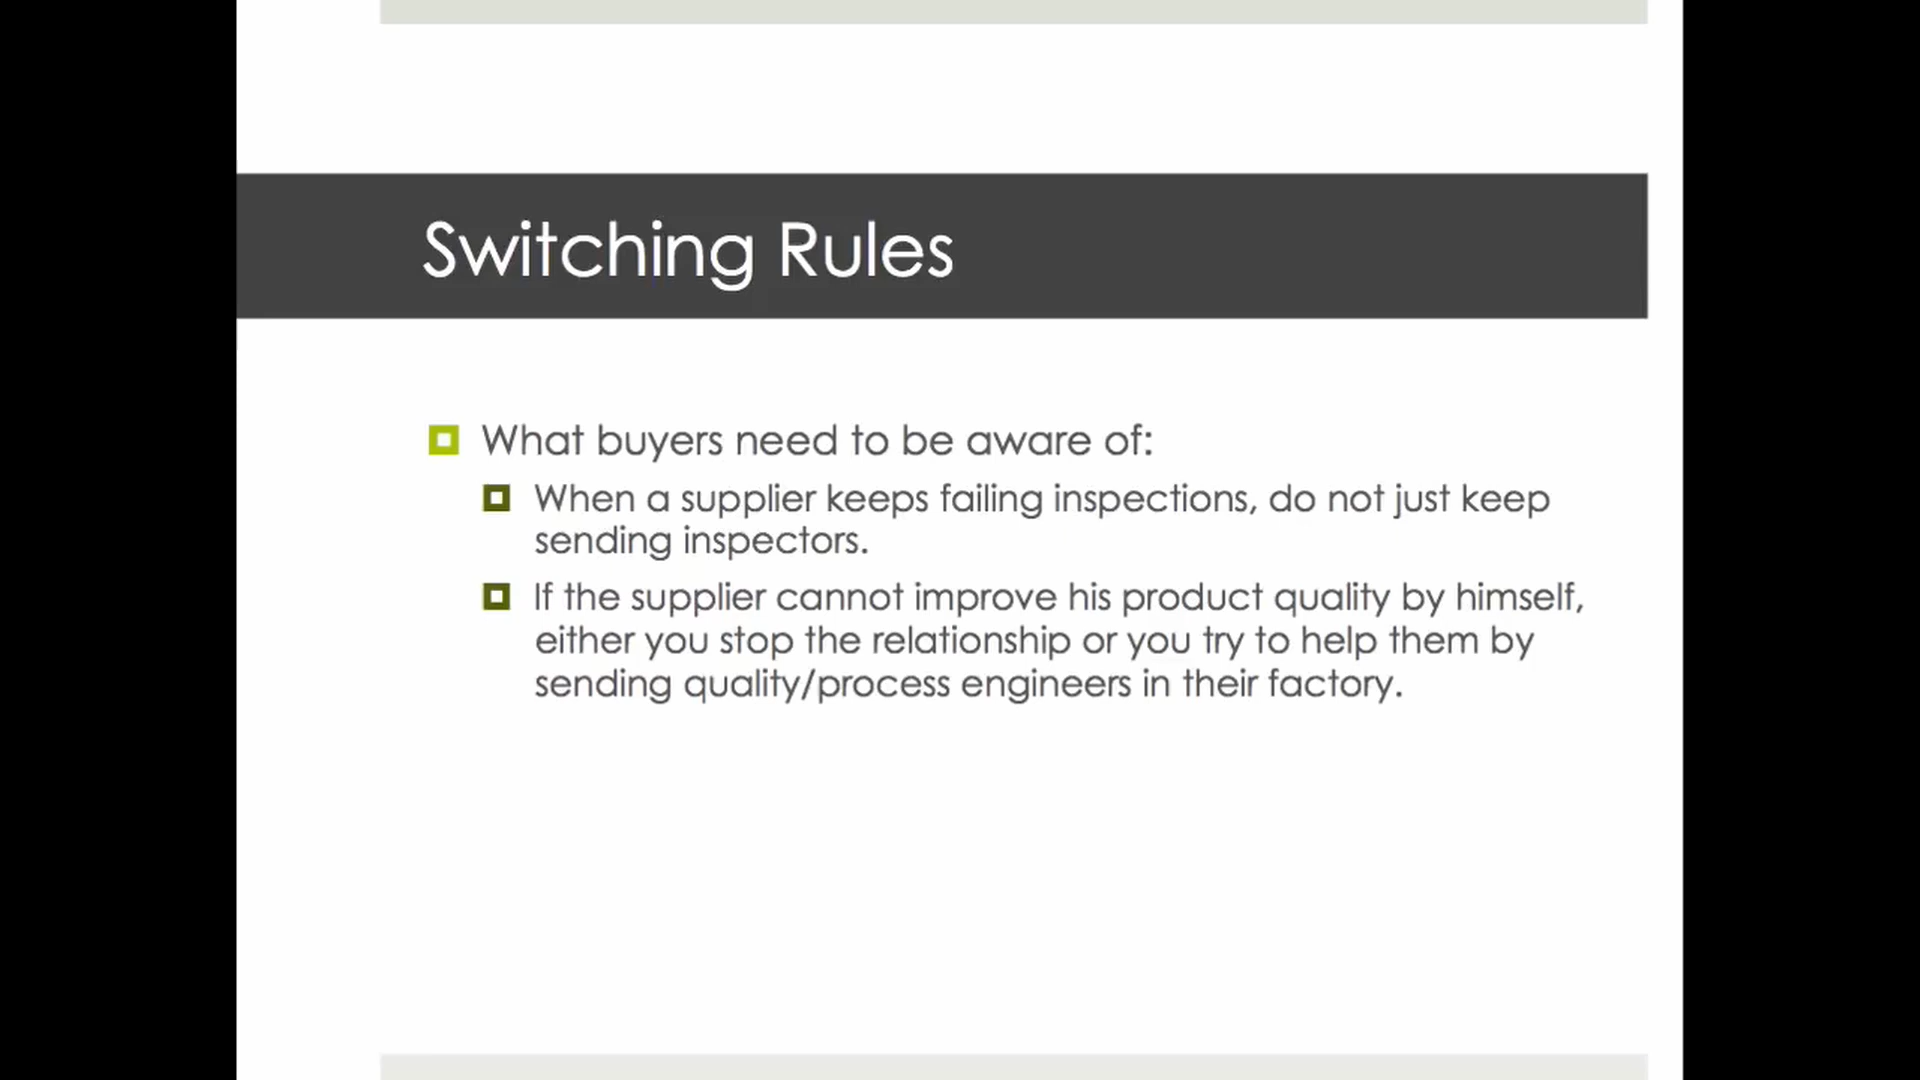 Switching Rules
What buyers need to be aware of:
When a supplier keeps failing inspections, do not just keep
sending inspectors.
If the supplier cannot improve his product quality by himself,
either you stop the relationship or you try to help them by
sending quality/process engineers in their factory.